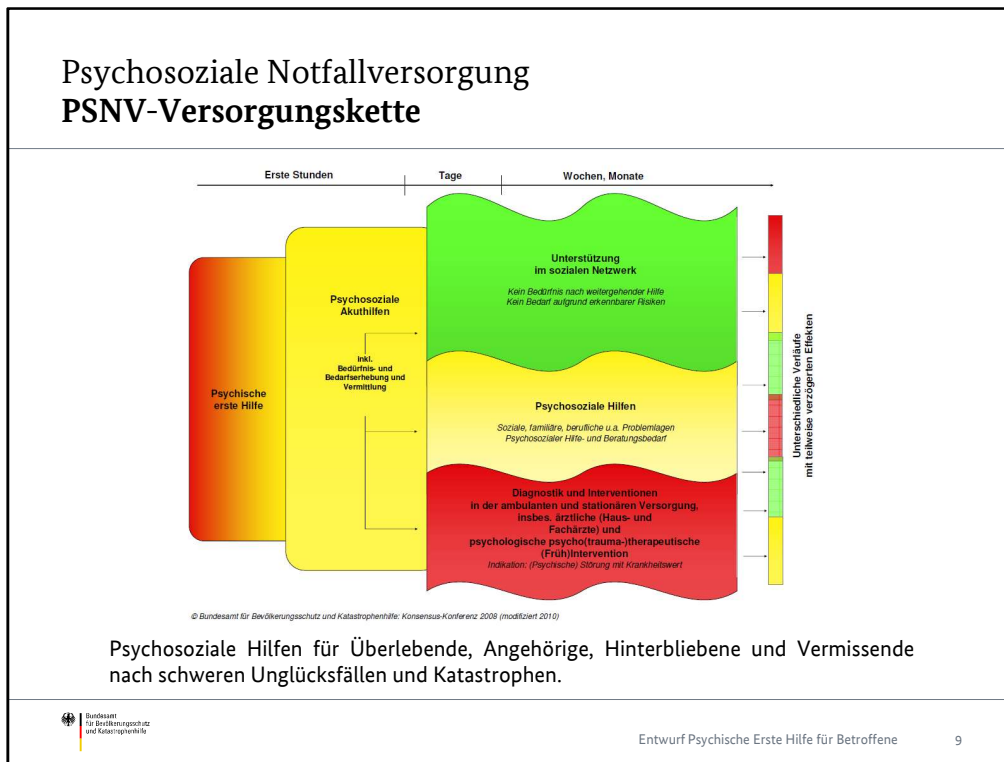 Psychosoziale Notfallversorgung
PSNV-Versorgungskette
Erste Stunden
Tage
Wochen, Monate
Psychische
erste Hilfe
Psychosoziale
Akuthilfen
inkl.
Bedürfnis- und
Bedarfserhebung und
Vermittlung
Unterstützung
im sozialen Netzwerk
Kein Bedürfnis nach weitergehender Hilfe
Kein Bedarf aufgrund erkennbarer Risiken
Psychosoziale Hilfen
Soziale, familiäre, berufliche u.a. Problemlagen
Psychosozialer Hilfe- und Beratungsbedarf
Diagnostik und Interventionen
in der ambulanten und stationären Versorgung,
insbes. ärztliche (Haus- und
Fachärzte) und
psychologische psycho(trauma-)therapeutische
(Früh)Intervention
Indikation: (Psychische) Störung mit Krankheitswert
Unterschiedliche Verläufe
mit teilweise verzögerten Effekten
© Bundesamt für Bevölkerungsschutz und Katastrophenhilfe: Konsensus-Konferenz 2008 (modifiziert 2010)
Psychosoziale Hilfen für Überlebende, Angehörige, Hinterbliebene und Vermissende
nach schweren Unglücksfällen und Katastrophen.
Bundesamt
für Bevölkerungsschutz
und Katastrophenhilfe
Entwurf Psychische Erste Hilfe für Betroffene
9